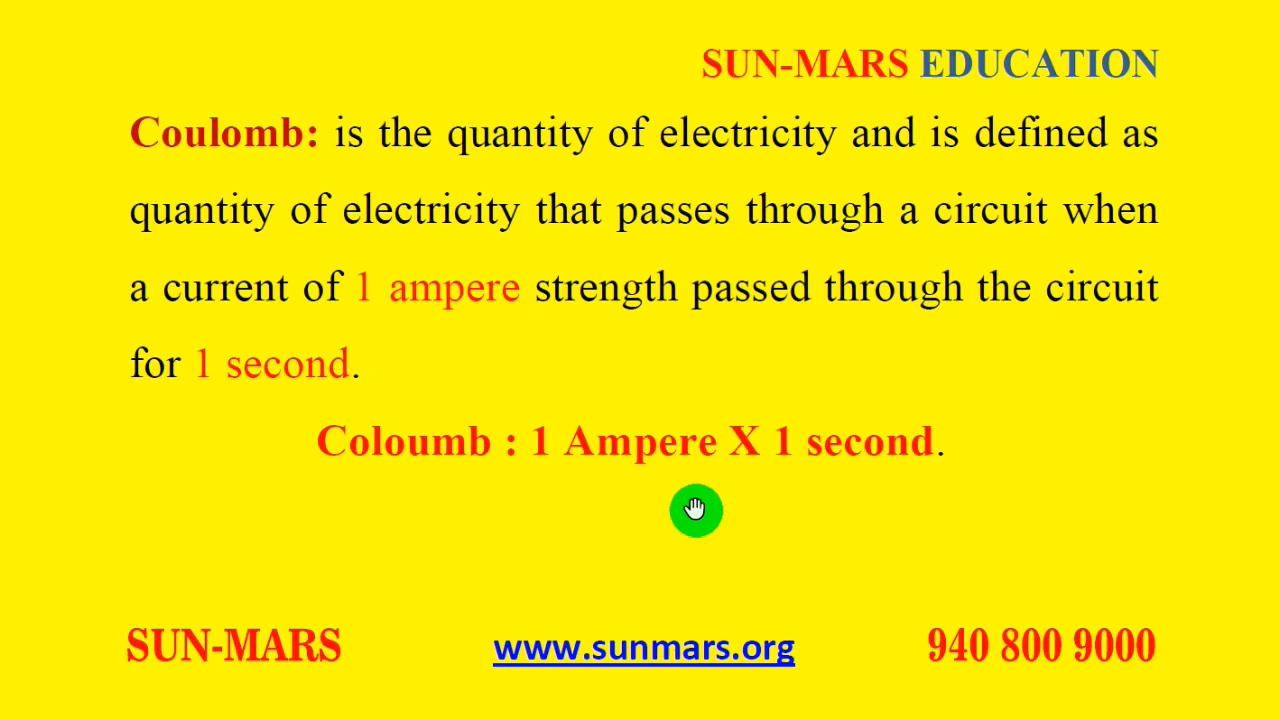 SUN-MARS EDUCATION
Coulomb: is the quantity of electricity and is defined as
quantity of electricity that passes through a circuit when
a current of 1 ampere strength passed through the circuit
for 1 second.
Coloumb : 1 Ampere X 1 second.
SUN-MARS www.sunmars.org 940 800 9000